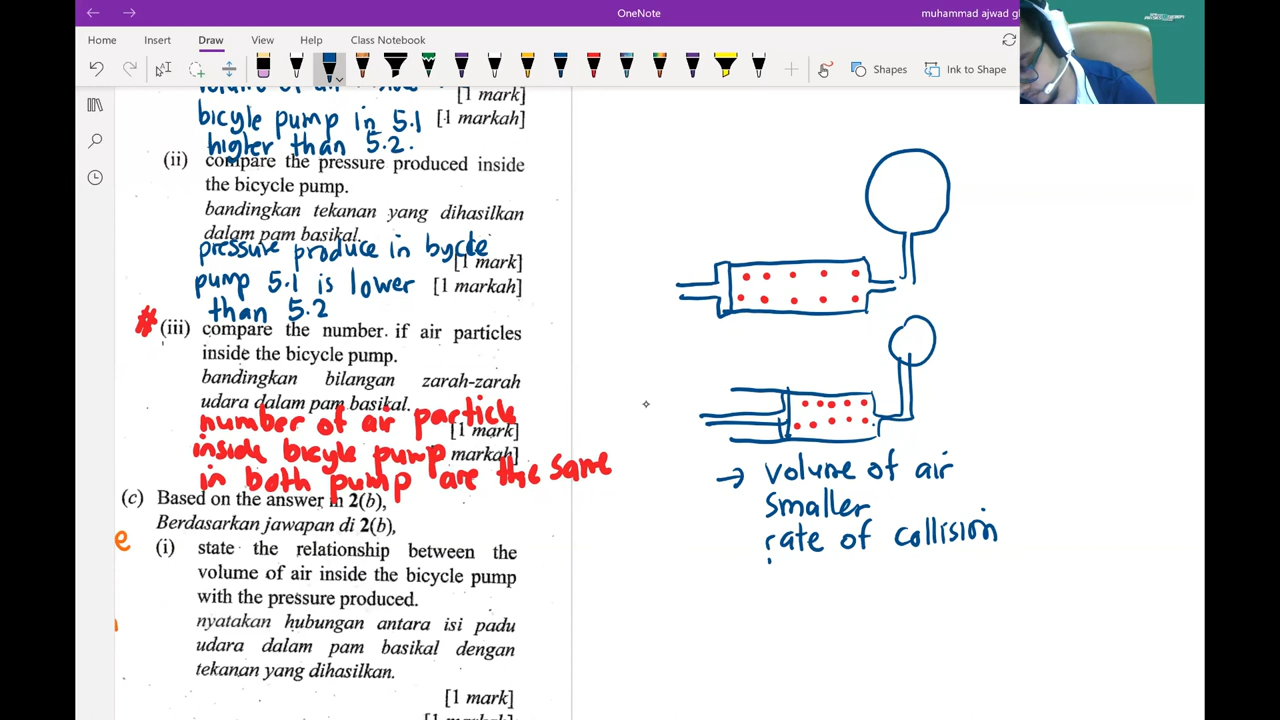 OneNote
muhammad ajwad gh
Home Insert Draw View Help Class Notebook
Shapes Ink to Shape
volume of air
[1 mark]
bicyle pump in 5.1 [1 markah]
higher than 5.2.
(ii) compare the pressure produced inside
the bicycle pump.
bandingkan tekanan yang dihasilkan
dalam pam basikal.
pressure produce in bycle
[1 mark]
pump 5.1 is lower [1 markah]
than 5.2
# (iii) compare the number if air particles
inside the bicycle pump.
bandingkan bilangan zarah-zarah
udara dalam pam basikal.
number of air particle
[1 mark]
inside bicyle pump markah]
in both pump are the same
(c) Based on the answer in 2(b),
Berdasarkan jawapan di 2(b),
e
(i) state the relationship between the
volume of air inside the bicycle pump
with the pressure produced.
nyatakan hubungan antara isi padu
udara dalam pam basikal dengan
tekanan yang dihasilkan.
[1 mark]
[1 markah]
→ volume of air
smaller
rate of collision